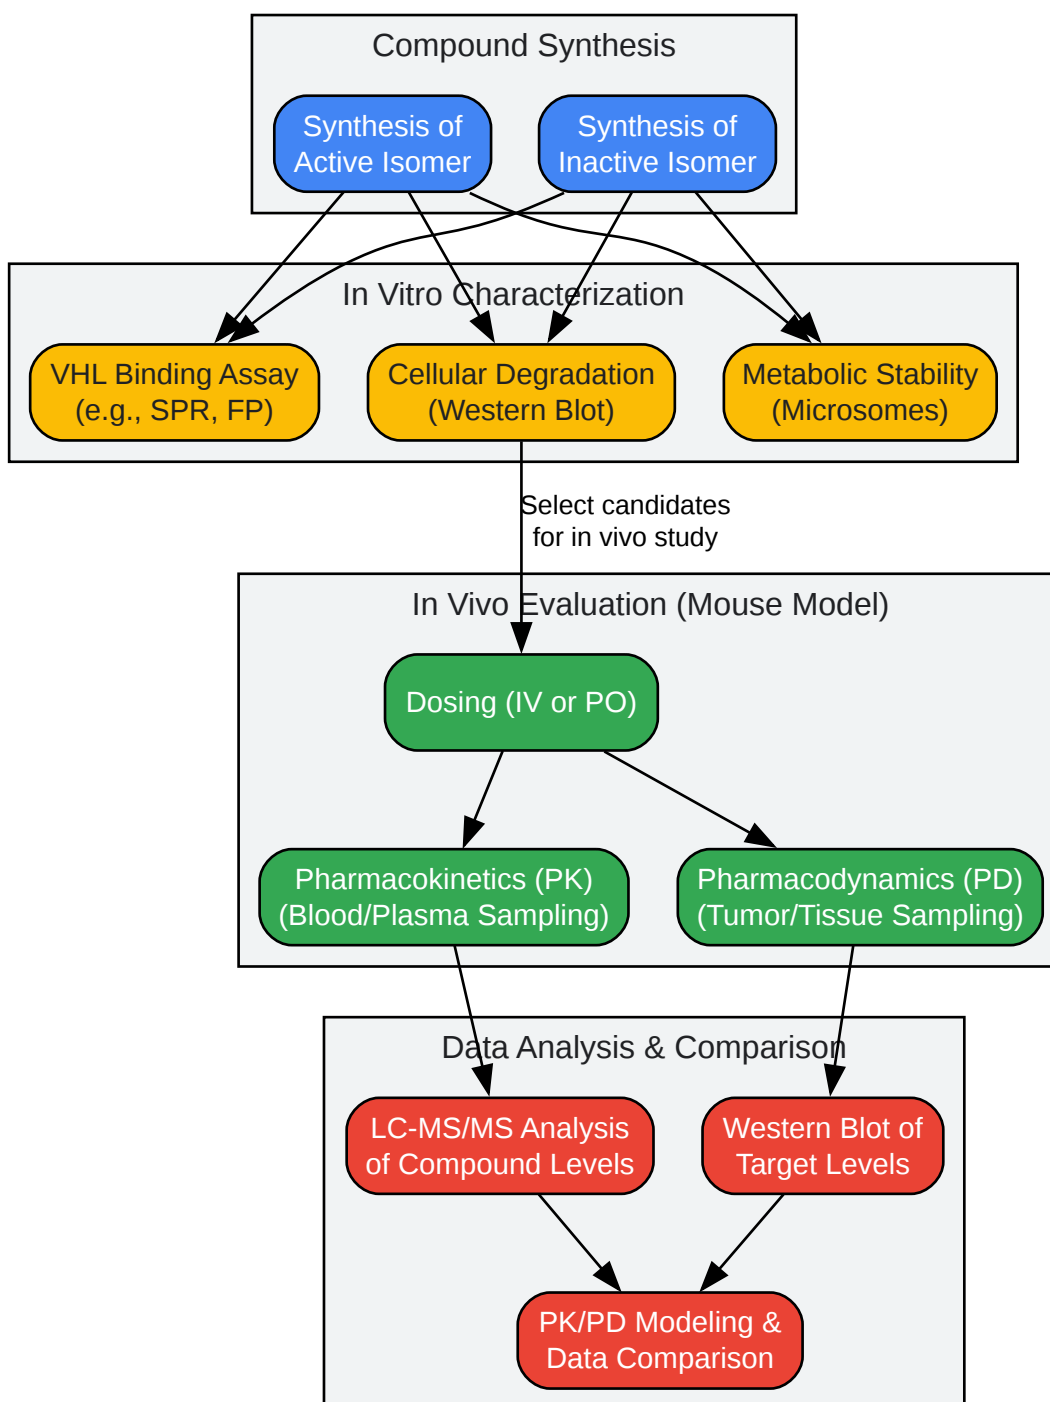 Compound Synthesis
Synthesis of
Active Isomer
Synthesis of
Inactive Isomer
In Vitro Characterization
VHL Binding Assay
(e.g., SPR, FP)
Cellular Degradation
(Western Blot)
Metabolic Stability
(Microsomes)
Select candidates
for in vivo study
In Vivo Evaluation (Mouse Model)
Dosing (IV or PO)
Pharmacokinetics (PK)
(Blood/Plasma Sampling)
Pharmacodynamics (PD)
(Tumor/Tissue Sampling)
Data Analysis & Comparison
LC-MS/MS Analysis
of Compound Levels
Western Blot of
Target Levels
PK/PD Modeling &
Data Comparison